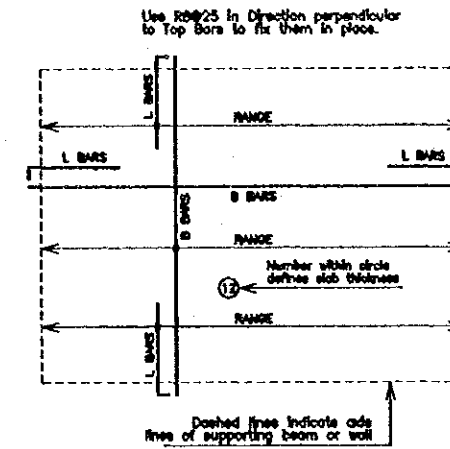 Use RB@25 in Direction perpendicular
to Top Bars to fix them in place.
L BARS
RANGE
L BARS
L BARS
B BARS
B BARS
RANGE
Number within circle
defines slab thickness
12
RANGE
L BARS
Dashed lines indicate
lines of supporting beam or wall